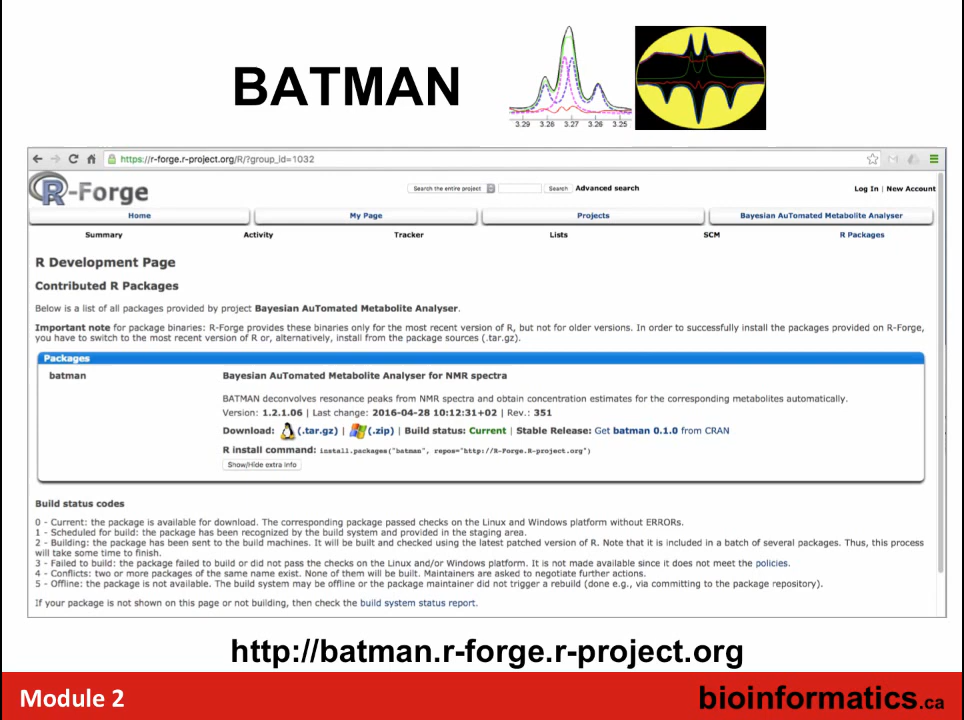 BATMAN
3.29 3.28 3.27 3.26 3.25
https://r-forge.r-project.org/R/?group_id=1032
R-Forge
Search the entire project Search Advanced search
Log In | New Account
Home My Page Projects Bayesian AuTomated Metabolite Analyser
Summary Activity Tracker Lists SCM R Packages
R Development Page
Contributed R Packages
Below is a list of all packages provided by project Bayesian AuTomated Metabolite Analyser.
Important note for package binaries: R-Forge provides these binaries only for the most recent version of R, but not for older versions. In order to successfully install the packages provided on R-Forge,
you have to switch to the most recent version of R or, alternatively, install from the package sources (.tar.gz).
Packages
batman Bayesian AuTomated Metabolite Analyser for NMR spectra
BATMAN deconvolves resonance peaks from NMR spectra and obtain concentration estimates for the corresponding metabolites automatically.
Version: 1.2.1.06 | Last change: 2016-04-28 10:12:31+02 | Rev.: 351
Download: (.tar.gz) | (.zip) | Build status: Current | Stable Release: Get batman 0.1.0 from CRAN
R install command: install.packages("batman", repos="http://R-Forge.R-project.org")
Show/Hide extra info
Build status codes
0 - Current: the package is available for download. The corresponding package passed checks on the Linux and Windows platform without ERRORs.
1 - Scheduled for build: the package has been recognized by the build system and provided in the staging area.
2 - Building: the package has been sent to the build machines. It will be built and checked using the latest patched version of R. Note that it is included in a batch of several packages. Thus, this process
will take some time to finish.
3 - Failed to build: the package failed to build or did not pass the checks on the Linux and/or Windows platform. It is not made available since it does not meet the policies.
4 - Conflicts: two or more packages of the same name exist. None of them will be built. Maintainers are asked to negotiate further actions.
5 - Offline: the package is not available. The build system may be offline or the package maintainer did not trigger a rebuild (done e.g., via committing to the package repository).
If your package is not shown on this page or not building, then check the build system status report.
http://batman.r-forge.r-project.org
Module 2
bioinformatics.ca